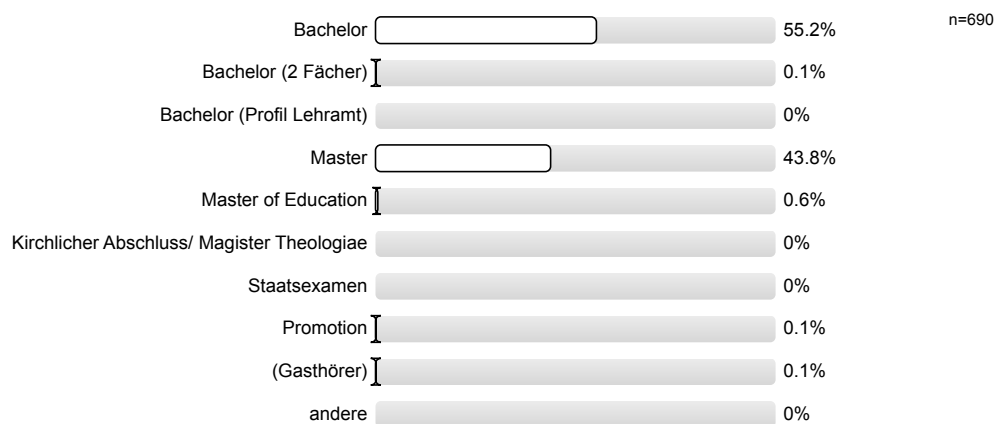 Bachelor 55.2% n=690
Bachelor (2 Fächer) 0.1%
Bachelor (Profil Lehramt) 0%
Master 43.8%
Master of Education 0.6%
Kirchlicher Abschluss/ Magister Theologiae 0%
Staatsexamen 0%
Promotion 0.1%
(Gasthörer) 0.1%
andere 0%